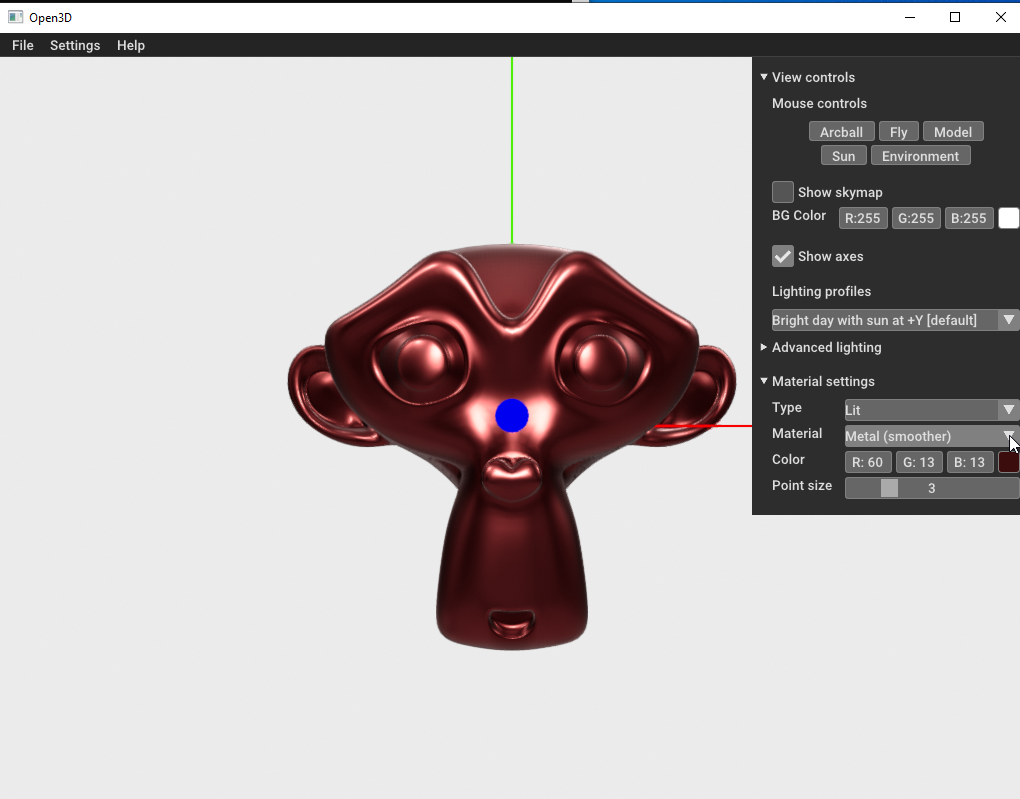 Open3D
File Settings Help
View controls
Mouse controls
Arcball Fly Model
Sun Environment
Show skymap
BG Color R:255 G:255 B:255
Show axes
Lighting profiles
Bright day with sun at +Y [default]
Advanced lighting
Material settings
Type Lit
Material Metal (smoother)
Color R: 60 G: 13 B: 13
Point size 3